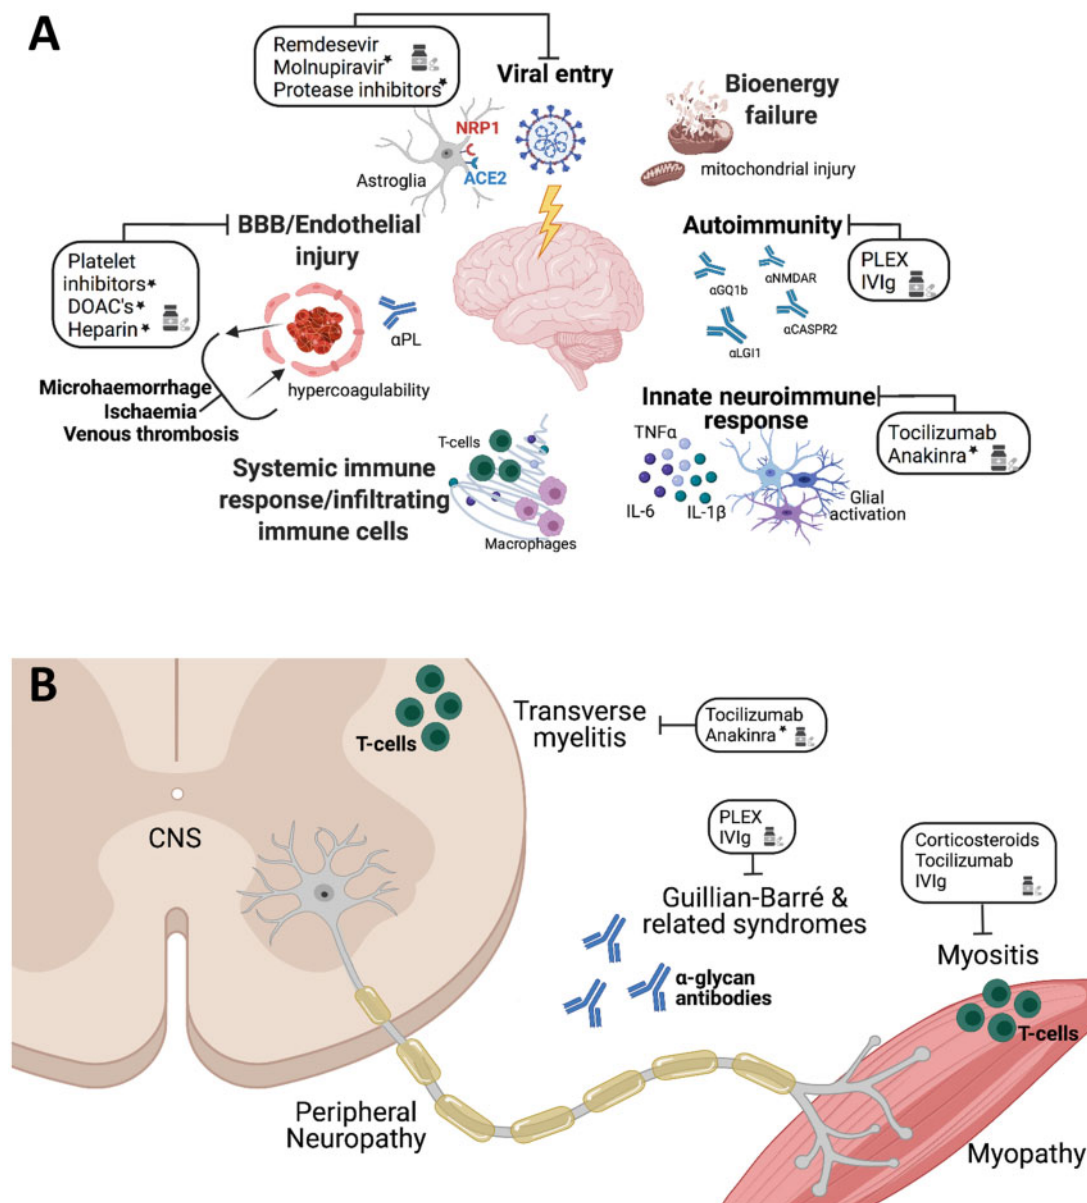 A
Remdesevir
Molnupiravir★
Protease inhibitors★
Viral entry
NRP1
ACE2
Astroglia
Bioenergy
failure
mitochondrial injury
BBB/Endothelial
injury
Platelet
inhibitors★
DOAC's★
Heparin★
αPL
hypercoagulability
Microhaemorrhage
Ischaemia
Venous thrombosis
Autoimmunity
PLEX
IVIg
αGQ1b
αNMDAR
αCASPR2
αLGI1
Innate neuroimmune
response
Tocilizumab
Anakinra★
TNFα
IL-6
IL-1β
Glial
activation
Systemic immune
response/infiltrating
immune cells
T-cells
Macrophages
B
T-cells
CNS
Transverse
myelitis
Tocilizumab
Anakinra★
PLEX
IVIg
Guillian-Barré &
related syndromes
α-glycan
antibodies
Corticosteroids
Tocilizumab
IVIg
Myositis
T-cells
Peripheral
Neuropathy
Myopathy